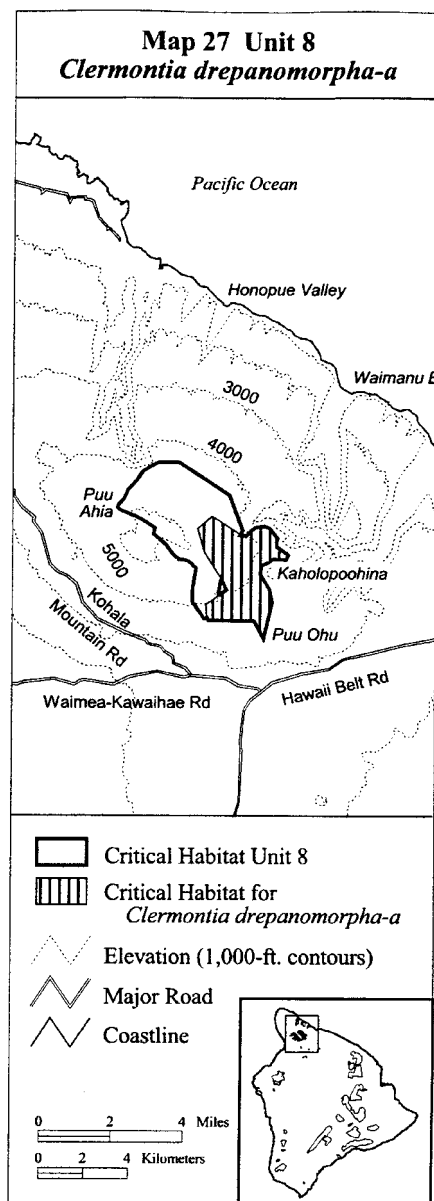 Map 27 Unit 8
Clermontia drepanomorpha-a
Pacific Ocean
Honopue Valley
Waimanu B
3000
4000
Puu
Ahia
5000
Kaholopoohina
Puu Ohu
Kohala
Mountain Rd
Hawaii Belt Rd
Waimea-Kawaihae Rd
Critical Habitat Unit 8
Critical Habitat for
Clermontia drepanomorpha-a
Elevation (1,000-ft. contours)
Major Road
Coastline
0 2 4 Miles
0 2 4 Kilometers